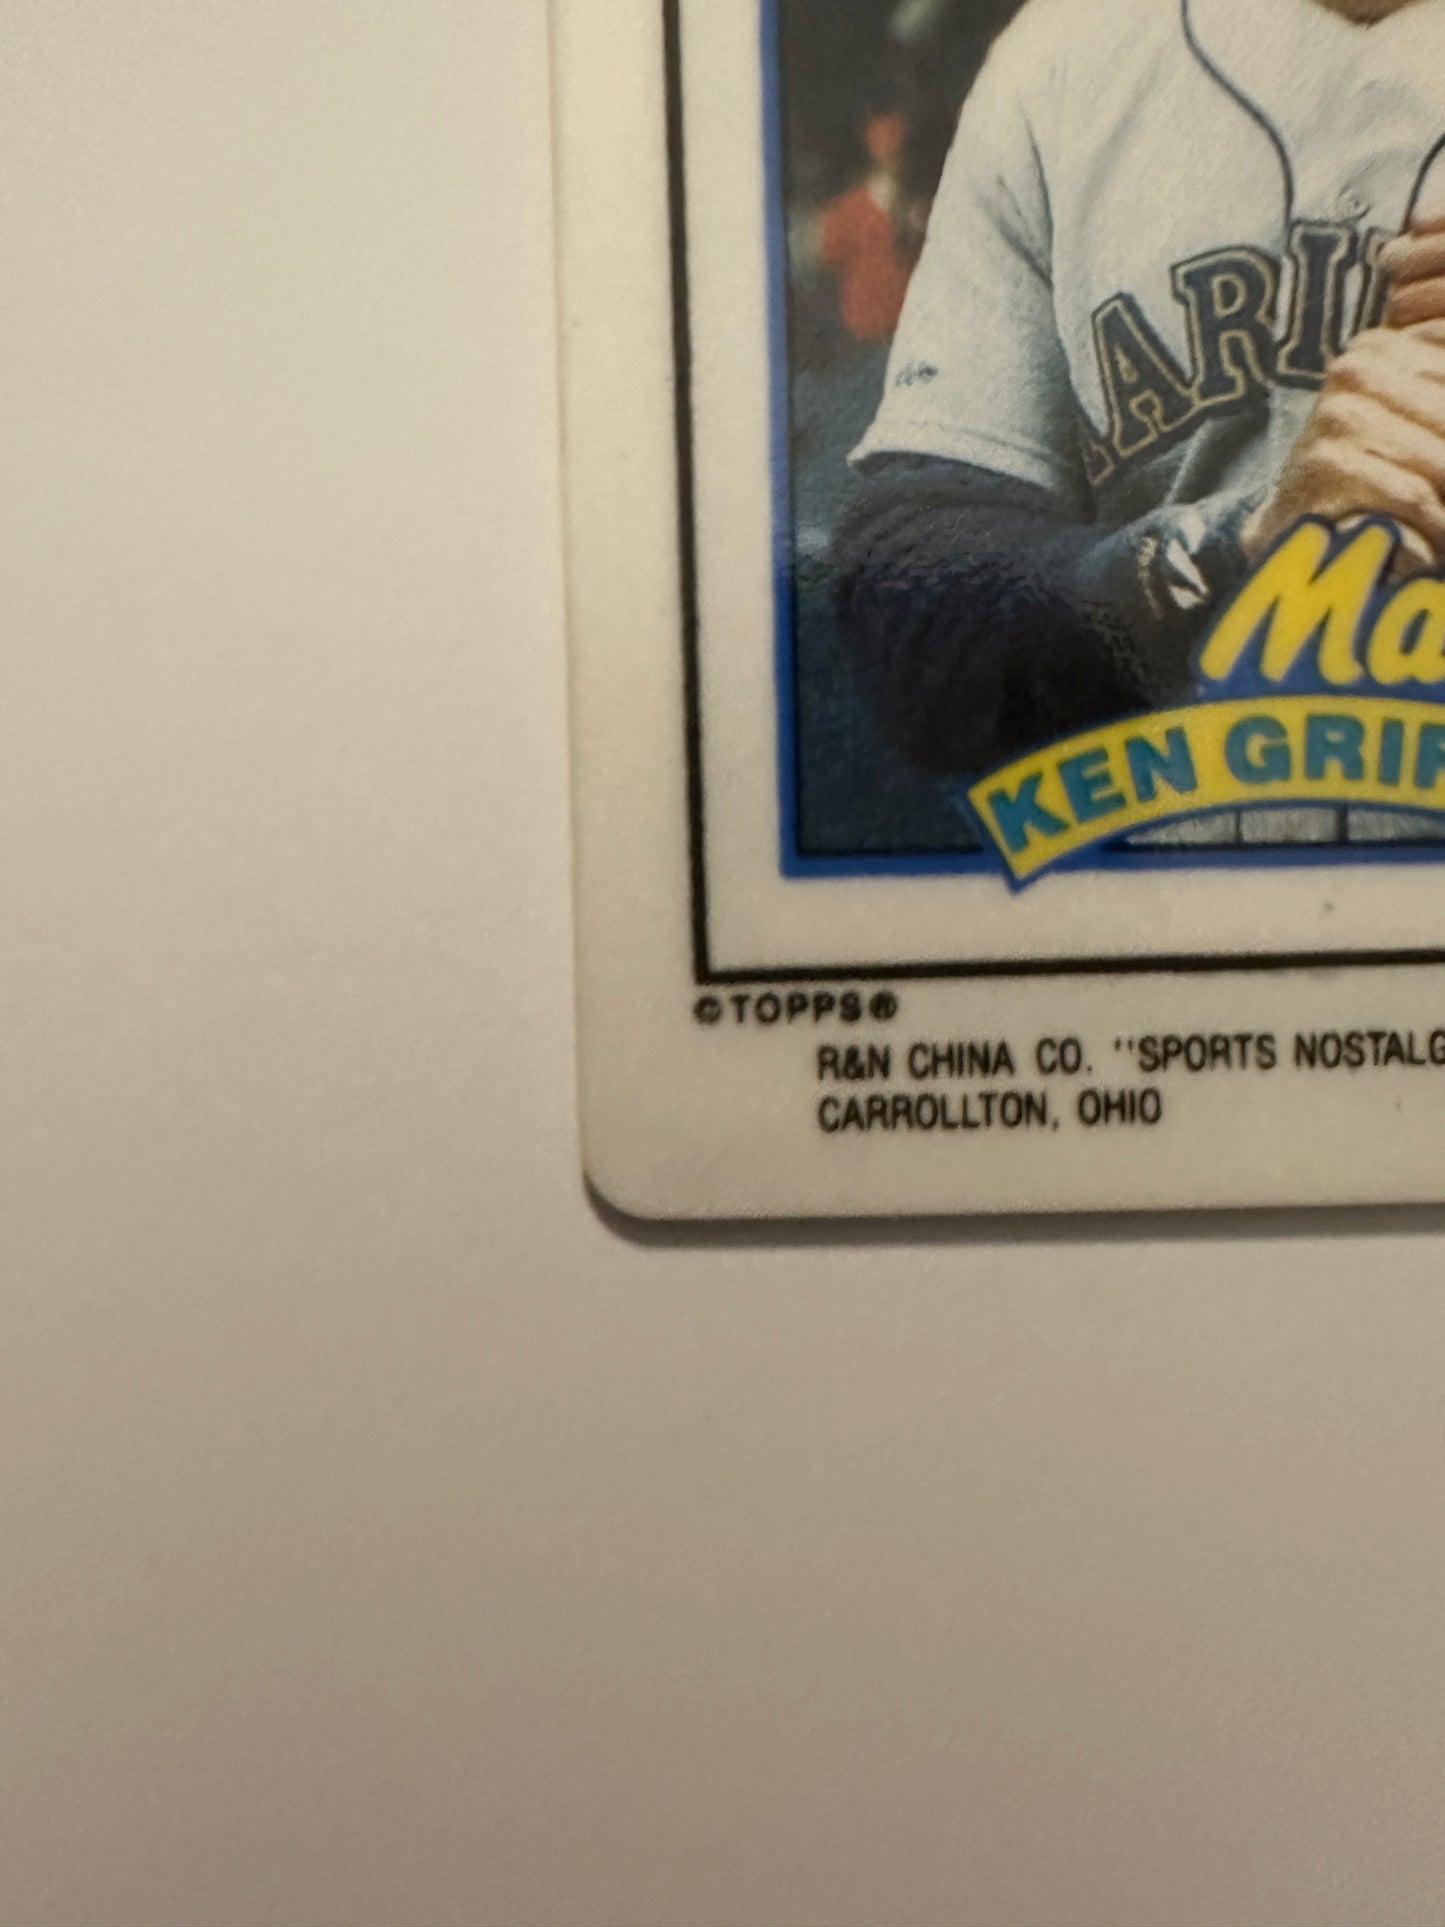 ARI
Ma
KEN GRIF
©TOPPS®
R&N CHINA CO. "SPORTS NOSTALG
CARROLLTON, OHIO